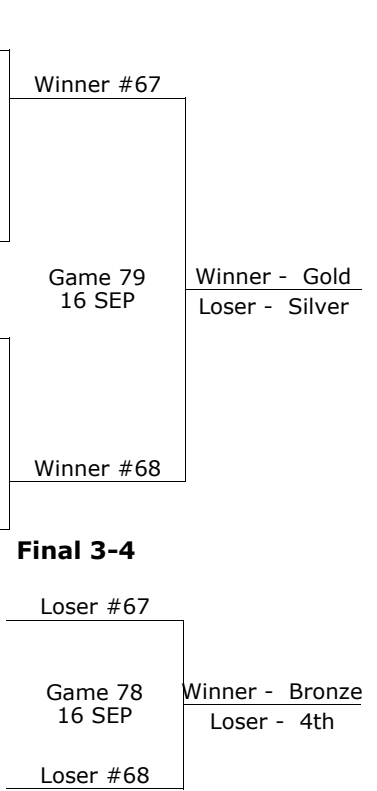 Winner #67
Game 79
16 SEP
Winner - Gold
Loser - Silver
Winner #68
Final 3-4
Loser #67
Game 78
16 SEP
Winner - Bronze
Loser - 4th
Loser #68